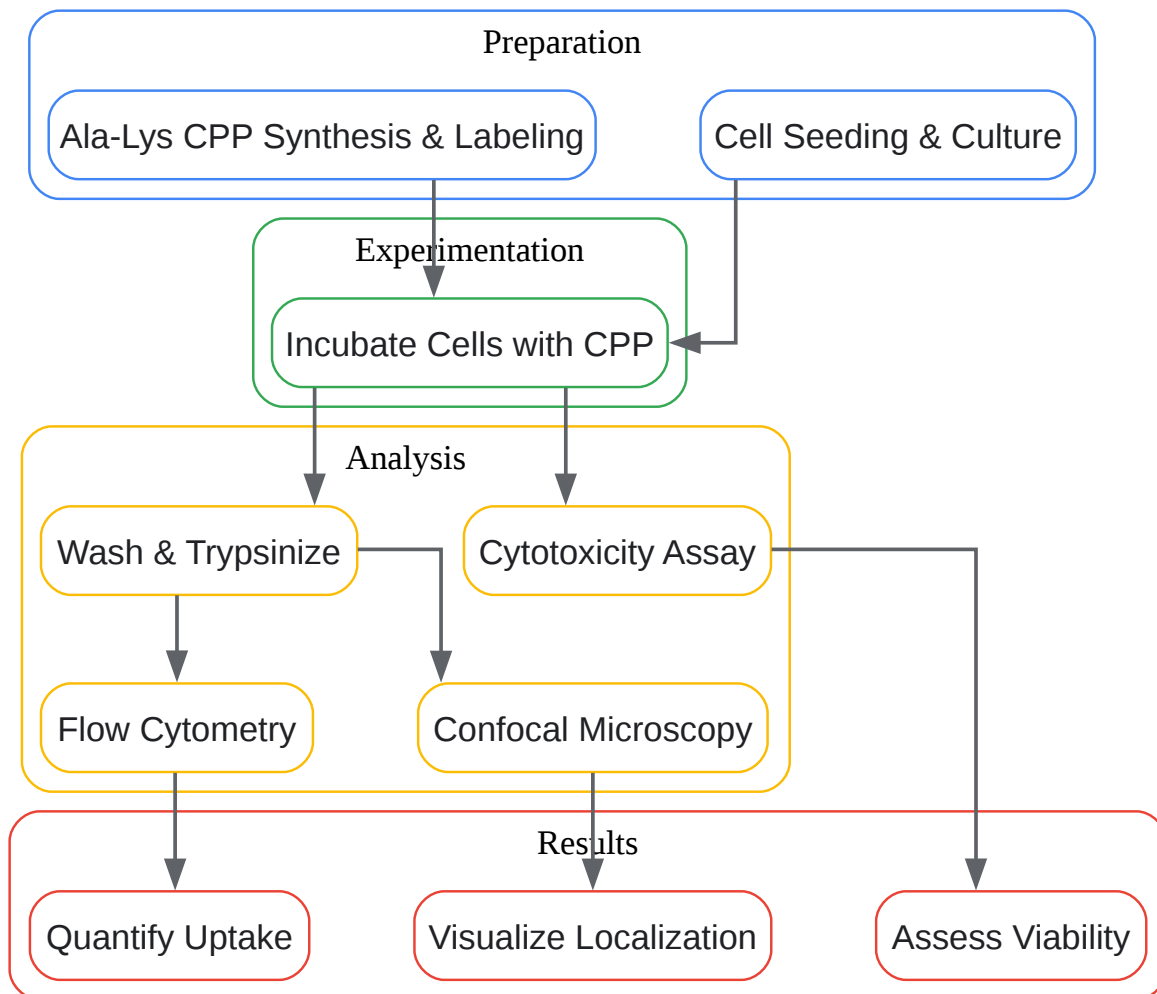 Preparation
Ala-Lys CPP Synthesis & Labeling
Cell Seeding & Culture
Experimentation
Incubate Cells with CPP
Analysis
Wash & Trypsinize
Cytotoxicity Assay
Flow Cytometry
Confocal Microscopy
Results
Quantify Uptake
Visualize Localization
Assess Viability